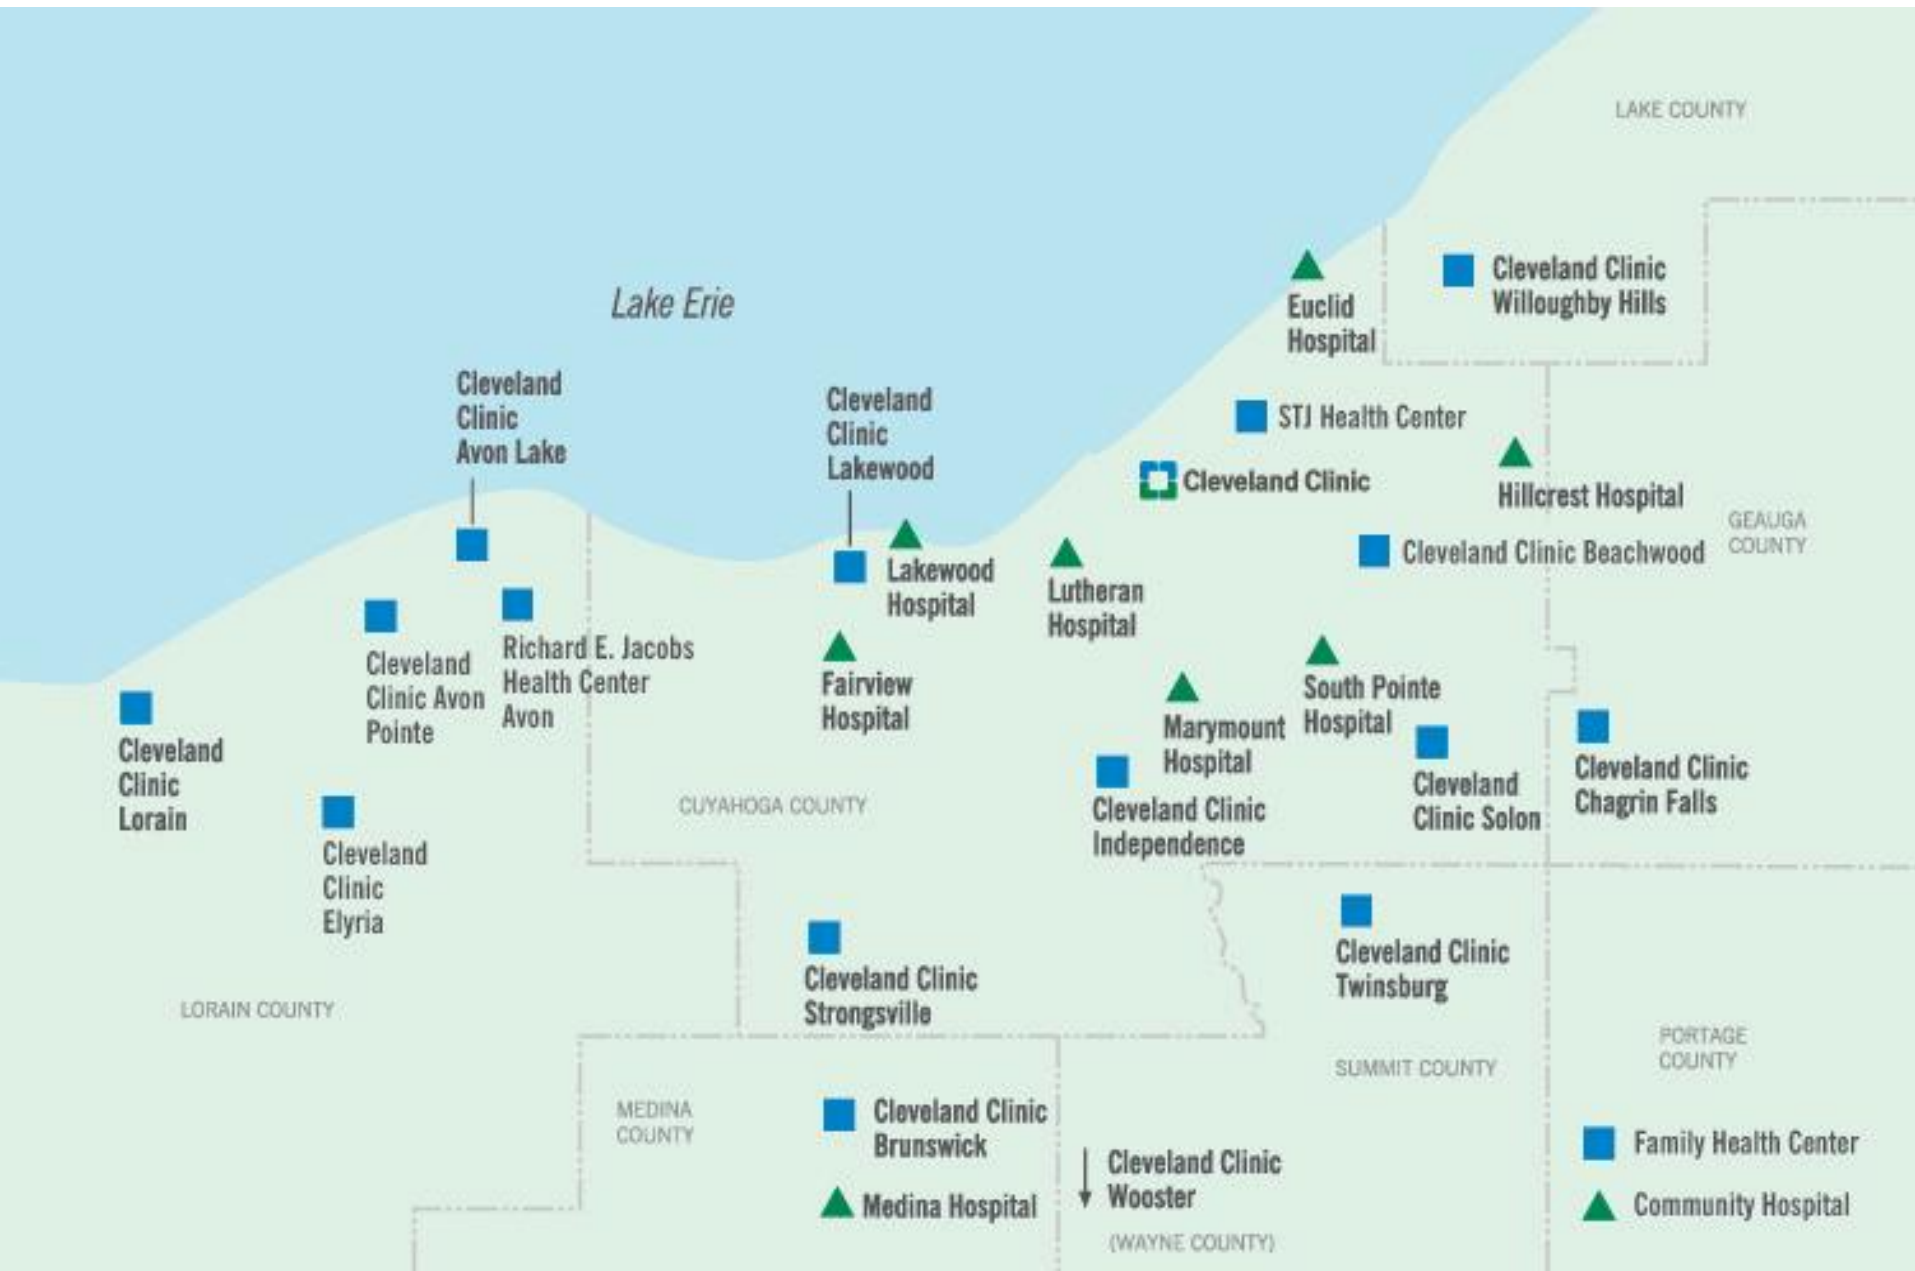 LAKE COUNTY
Cleveland Clinic
Willoughby Hills
Euclid
Hospital
Lake Erie
Cleveland
Clinic
Avon Lake
Cleveland
Clinic
Lakewood
STJ Health Center
Cleveland Clinic
Hillcrest Hospital
GEAUGA
COUNTY
Cleveland Clinic Beachwood
Lakewood
Hospital
Lutheran
Hospital
Richard E. Jacobs
Health Center
Avon
Cleveland
Clinic Avon
Pointe
Fairview
Hospital
South Pointe
Hospital
Marymount
Hospital
Cleveland
Clinic
Lorain
Cleveland
Clinic Solon
Cleveland Clinic
Chagrin Falls
CUYAHOGA COUNTY
Cleveland Clinic
Independence
Cleveland
Clinic
Elyria
Cleveland Clinic
Twinsburg
Cleveland Clinic
Strongsville
LORAIN COUNTY
PORTAGE
COUNTY
SUMMIT COUNTY
MEDINA
COUNTY
Cleveland Clinic
Brunswick
Medina Hospital
Cleveland Clinic
Wooster
(WAYNE COUNTY)
Family Health Center
Community Hospital